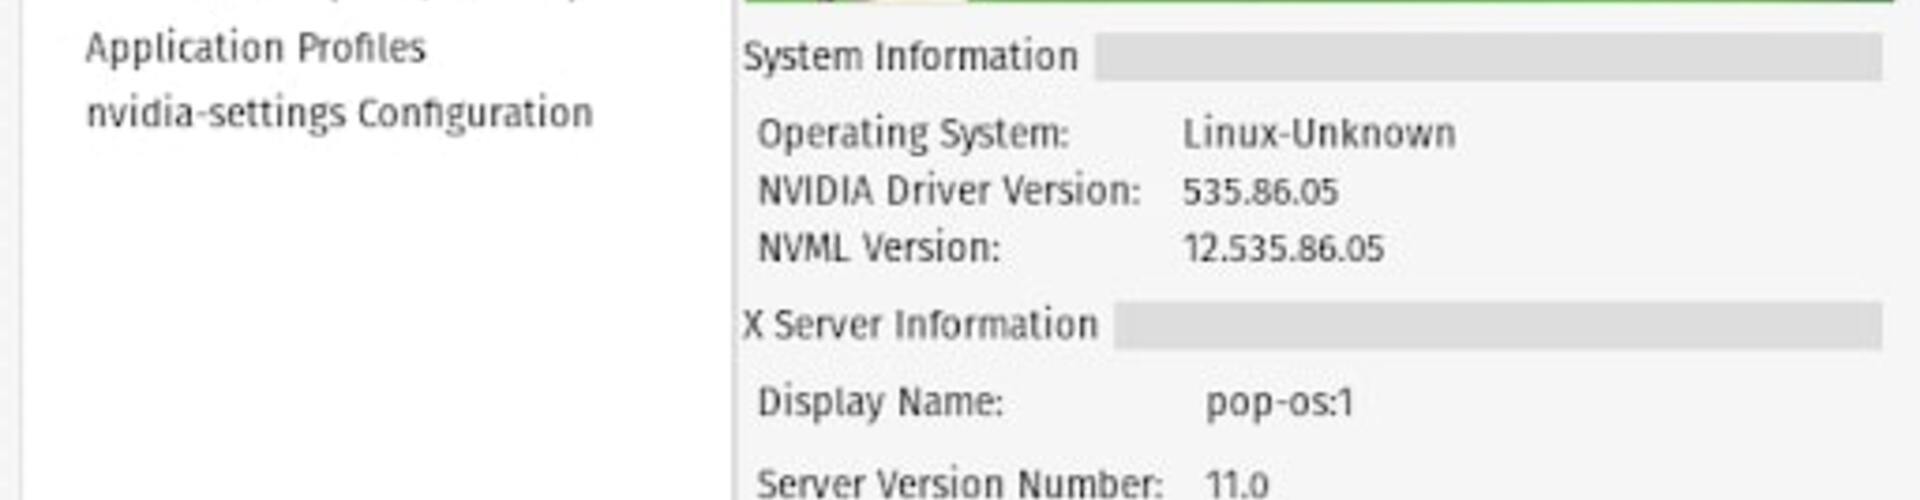 Application Profiles
nvidia-settings Configuration
System Information
Operating System: Linux-Unknown
NVIDIA Driver Version: 535.86.05
NVML Version: 12.535.86.05
X Server Information
Display Name: pop-os:1
Server Version Number: 11.0